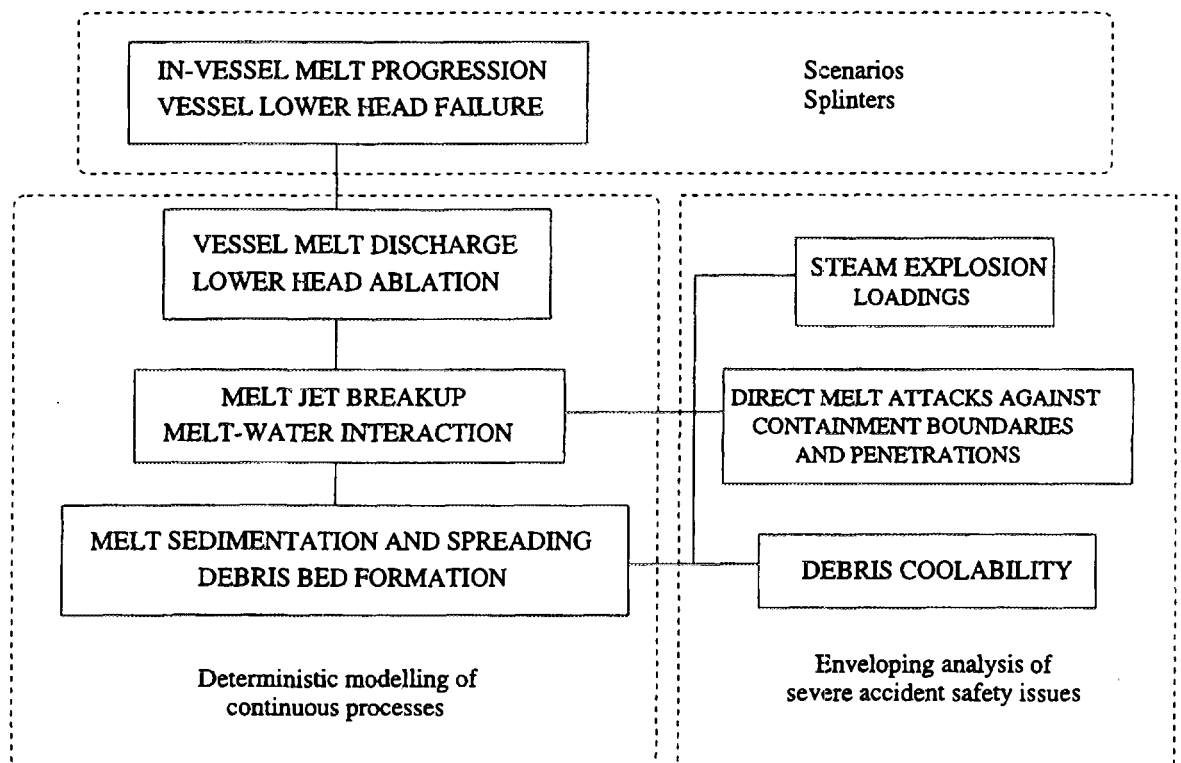 IN-VESSEL MELT PROGRESSION
VESSEL LOWER HEAD FAILURE
Scenarios
Splinters
VESSEL MELT DISCHARGE
LOWER HEAD ABLATION
MELT JET BREAKUP
MELT-WATER INTERACTION
MELT SEDIMENTATION AND SPREADING
DEBRIS BED FORMATION
Deterministic modelling of
continuous processes
STEAM EXPLOSION
LOADINGS
DIRECT MELT ATTACKS AGAINST
CONTAINMENT BOUNDARIES
AND PENETRATIONS
DEBRIS COOLABILITY
Enveloping analysis of
severe accident safety issues